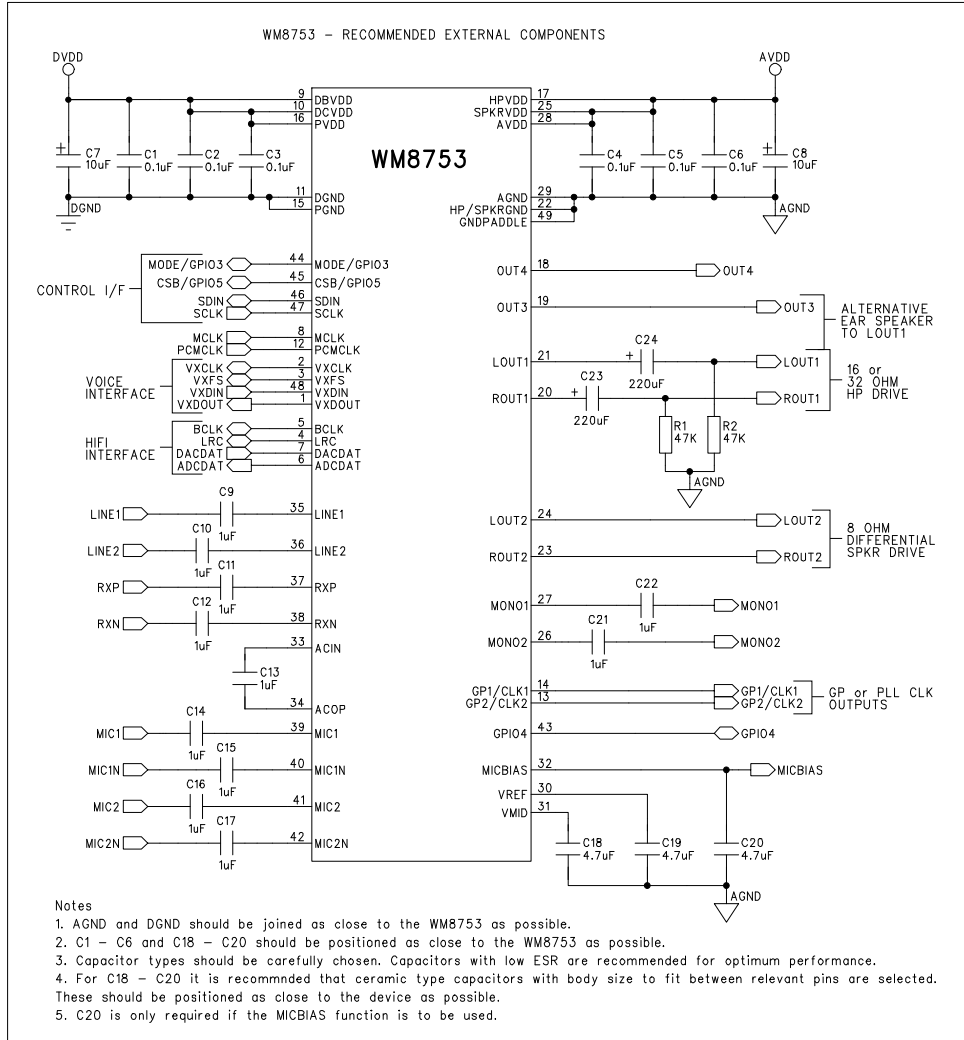 WM8753 - RECOMMENDED EXTERNAL COMPONENTS
DVDD
AVDD
9 DBVDD
10 DCVDD
16 PVDD
HPVDD 17
SPKRVDD 25
AVDD 28
WM8753
+ C7 10uF
C1 0.1uF
C2 0.1uF
C3 0.1uF
C4 0.1uF
C5 0.1uF
C6 0.1uF
+ C8 10uF
DGND
11 DGND
15 PGND
AGND 29
HP/SPKRGND 22
GNDPADDLE 49
AGND
CONTROL I/F
MODE/GPIO3 44 MODE/GPIO3
CSB/GPIO5 45 CSB/GPIO5
SDIN 46 SDIN
SCLK 47 SCLK
MCLK 8 MCLK
PCMCLK 12 PCMCLK
VOICE
INTERFACE
VXCLK 2 VXCLK
VXFS 3 VXFS
VXDIN 48 VXDIN
VXDOUT 1 VXDOUT
HIFI
INTERFACE
BCLK 5 BCLK
LRC 4 LRC
DACDAT 7 DACDAT
ADCDAT 6 ADCDAT
OUT4 18 OUT4
OUT3 19 OUT3
ALTERNATIVE
EAR SPEAKER
TO LOUT1
LOUT1 21 + C24 220uF LOUT1
ROUT1 20 + C23 220uF ROUT1
16 or
32 OHM
HP DRIVE
R1 47K
R2 47K
AGND
LINE1 C9 1uF 35 LINE1
LINE2 C10 1uF 36 LINE2
RXP C11 1uF 37 RXP
RXN C12 1uF 38 RXN
33 ACIN
C13 1uF
34 ACOP
MIC1 C14 1uF 39 MIC1
MIC1N C15 1uF 40 MIC1N
MIC2 C16 1uF 41 MIC2
MIC2N C17 1uF 42 MIC2N
LOUT2 24 LOUT2
ROUT2 23 ROUT2
8 OHM
DIFFERENTIAL
SPKR DRIVE
MONO1 27 C22 1uF MONO1
MONO2 26 C21 1uF MONO2
GP1/CLK1 14 GP1/CLK1
GP2/CLK2 13 GP2/CLK2
GP or PLL CLK
OUTPUTS
GPIO4 43 GPIO4
MICBIAS 32 MICBIAS
VREF 30
VMID 31
C18 4.7uF
C19 4.7uF
C20 4.7uF
AGND
Notes
1. AGND and DGND should be joined as close to the WM8753 as possible.
2. C1 - C6 and C18 - C20 should be positioned as close to the WM8753 as possible.
3. Capacitor types should be carefully chosen. Capacitors with low ESR are recommended for optimum performance.
4. For C18 - C20 it is recommnded that ceramic type capacitors with body size to fit between relevant pins are selected.
These should be positioned as close to the device as possible.
5. C20 is only required if the MICBIAS function is to be used.